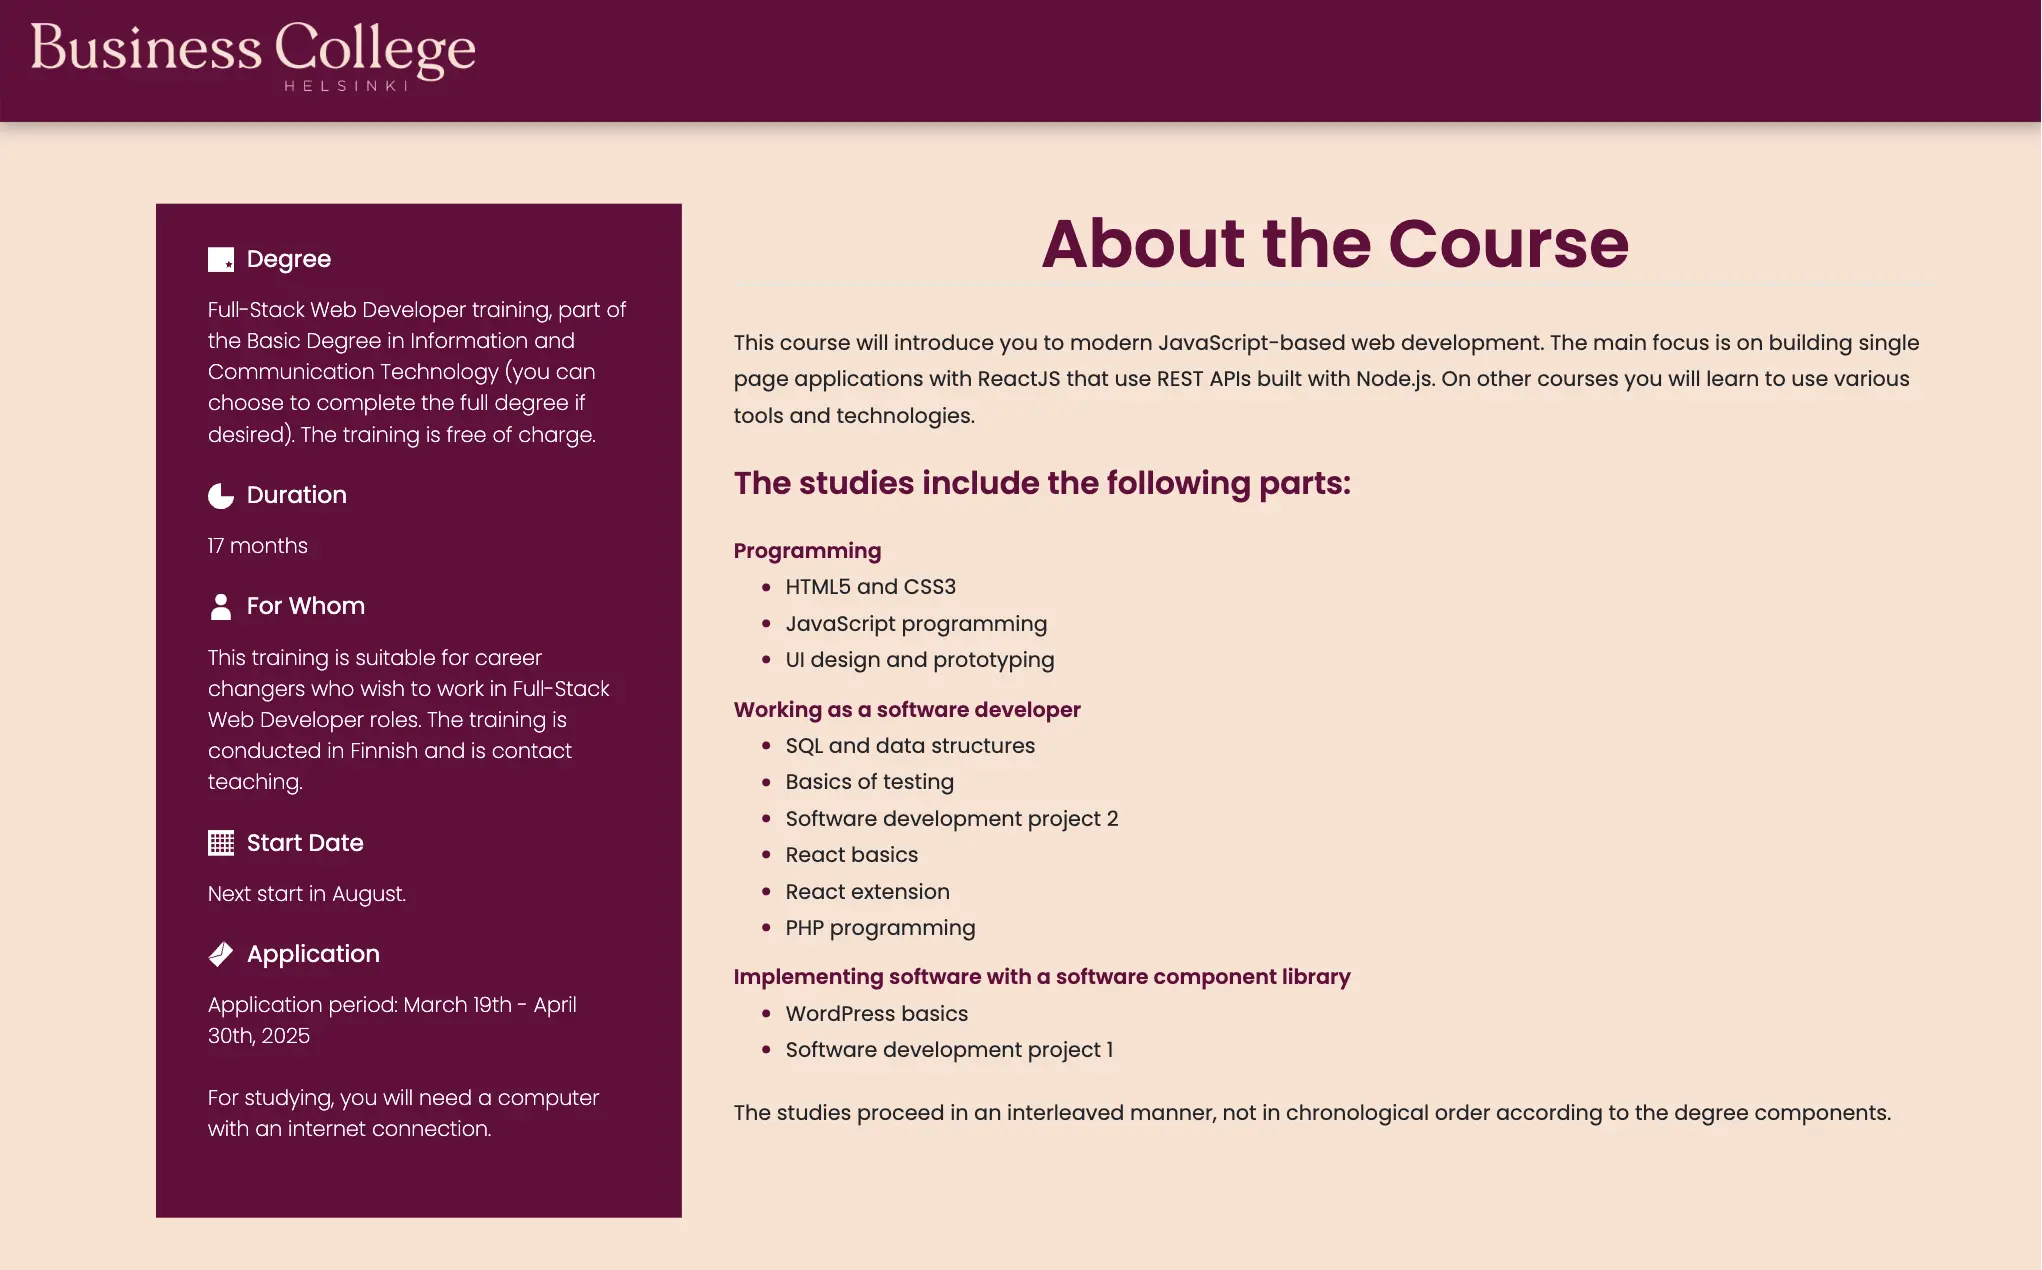 Business College
HELSINKI
Degree
Full-Stack Web Developer training, part of
the Basic Degree in Information and
Communication Technology (you can
choose to complete the full degree if
desired). The training is free of charge.
Duration
17 months
For Whom
This training is suitable for career
changers who wish to work in Full-Stack
Web Developer roles. The training is
conducted in Finnish and is contact
teaching.
Start Date
Next start in August.
Application
Application period: March 19th - April
30th, 2025
For studying, you will need a computer
with an internet connection.
About the Course
This course will introduce you to modern JavaScript-based web development. The main focus is on building single
page applications with ReactJS that use REST APIs built with Node.js. On other courses you will learn to use various
tools and technologies.
The studies include the following parts:
Programming
• HTML5 and CSS3
• JavaScript programming
• UI design and prototyping
Working as a software developer
• SQL and data structures
• Basics of testing
• Software development project 2
• React basics
• React extension
• PHP programming
Implementing software with a software component library
• WordPress basics
• Software development project 1
The studies proceed in an interleaved manner, not in chronological order according to the degree components.